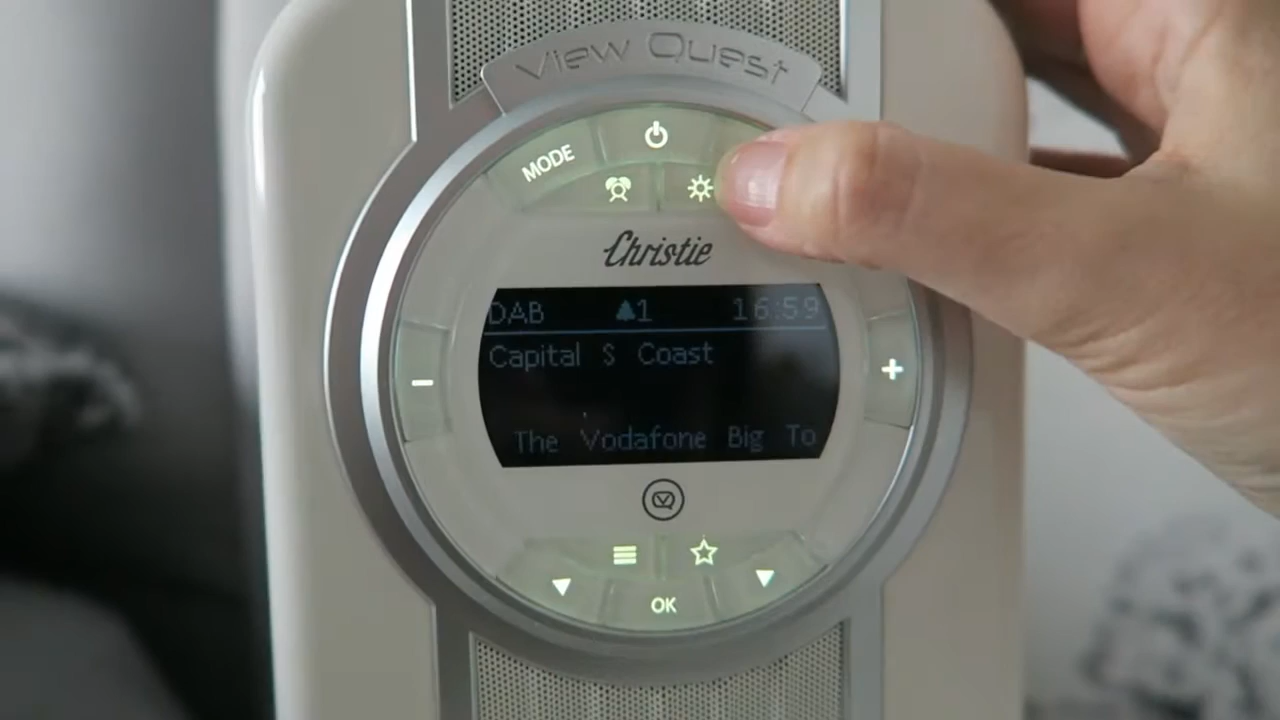 View Quest
MODE
Christie
DAB 1 16:59
Capital S Coast
The Vodafone Big To
− +
OK